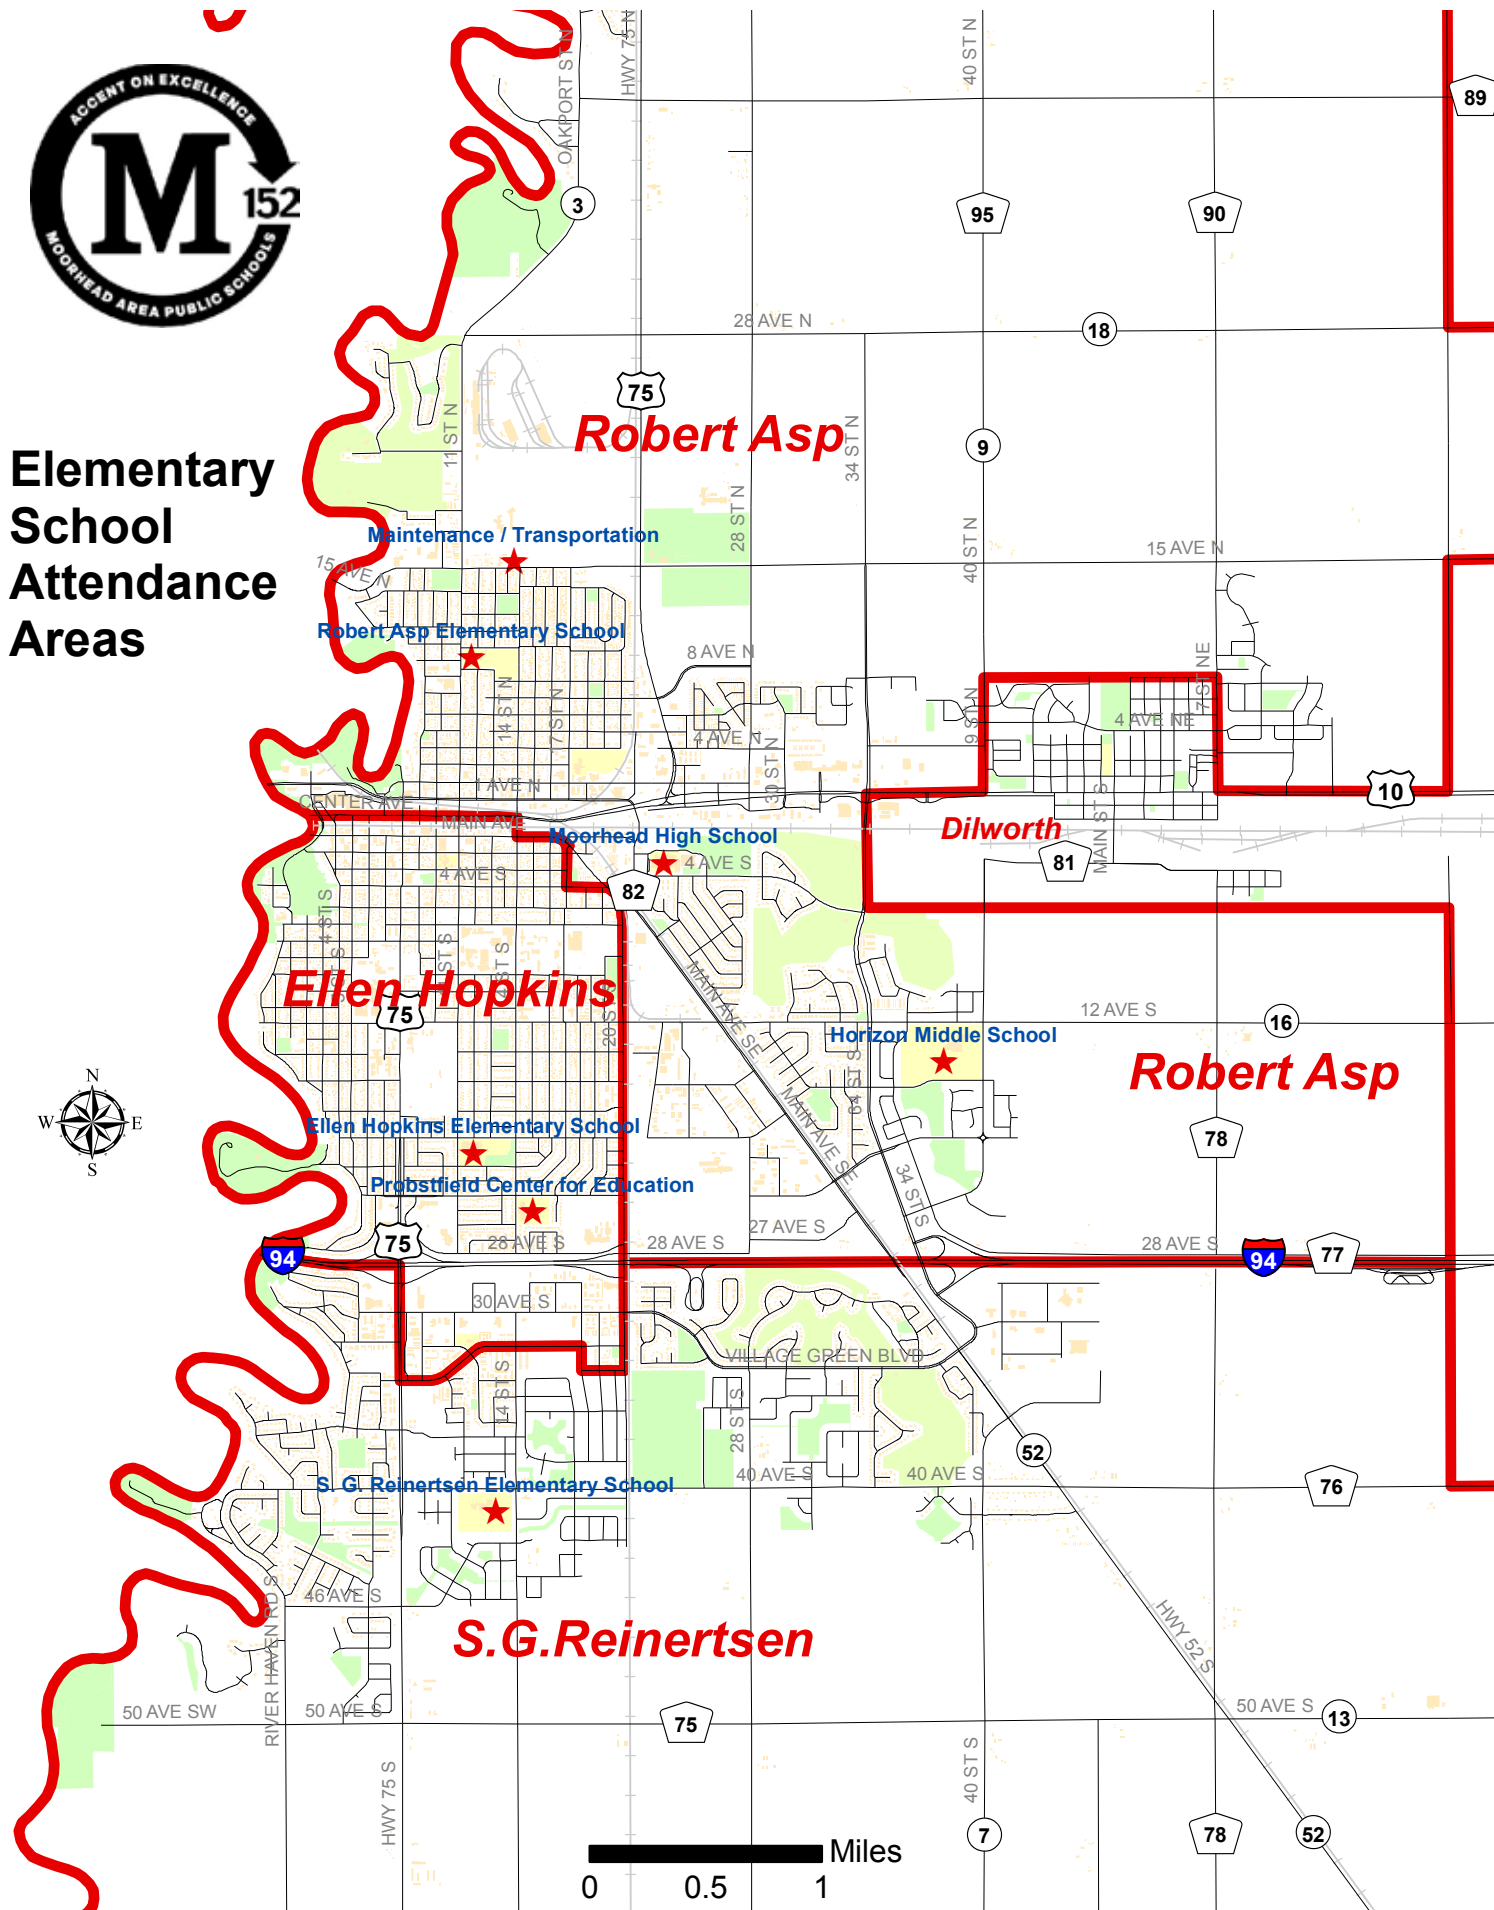 ACCENT ON EXCELLENCE
M
152
MOORHEAD AREA PUBLIC SCHOOLS
Elementary
School
Attendance
Areas
OAKPORT ST N
HWY 75 N
40 ST N
89
3
95
90
28 AVE N
18
75
Robert Asp
11 ST N
34 ST N
9
28 ST N
Maintenance / Transportation
15 AVE N
40 ST N
15 AVE N
Robert Asp Elementary School
8 AVE N
14 ST N
17 ST N
9 ST N
7 ST NE
4 AVE NE
4 AVE N
30 ST N
1 AVE N
CENTER AVE
10
MAIN AVE
Moorhead High School
Dilworth
MAIN ST S
81
4 AVE S
4 AVE S
82
4 ST S
Ellen Hopkins
75
20 ST S
MAIN AVE SE
12 AVE S
16
Horizon Middle School
Robert Asp
64 ST S
MAIN AVE SE
N
W
E
S
Ellen Hopkins Elementary School
78
Probstfield Center for Education
34 ST S
27 AVE S
94
75
28 AVE S
28 AVE S
28 AVE S
94
77
30 AVE S
VILLAGE GREEN BLVD
14 ST S
28 ST S
52
40 AVE S
40 AVE S
76
S. G. Reinertsen Elementary School
46 AVE S
RIVER HAVEN RD S
HWY 52 S
S.G.Reinertsen
50 AVE SW
50 AVE S
75
50 AVE S
13
HWY 75 S
40 ST S
7
78
52
Miles
0
0.5
1